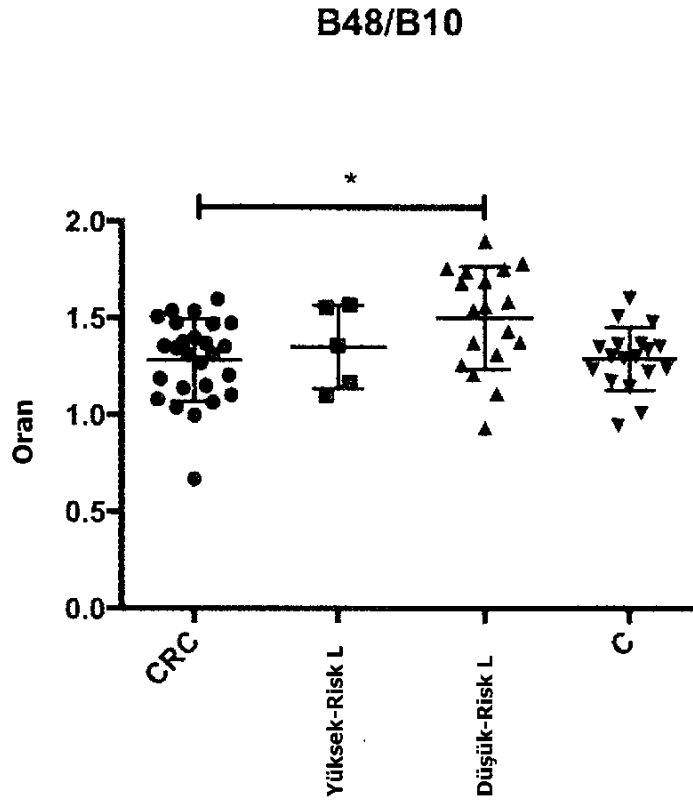 B48/B10
*
2.0
1.5
1.0
0.5
0.0
Oran
CRC
Yüksek-Risk L
Düşük-Risk L
C